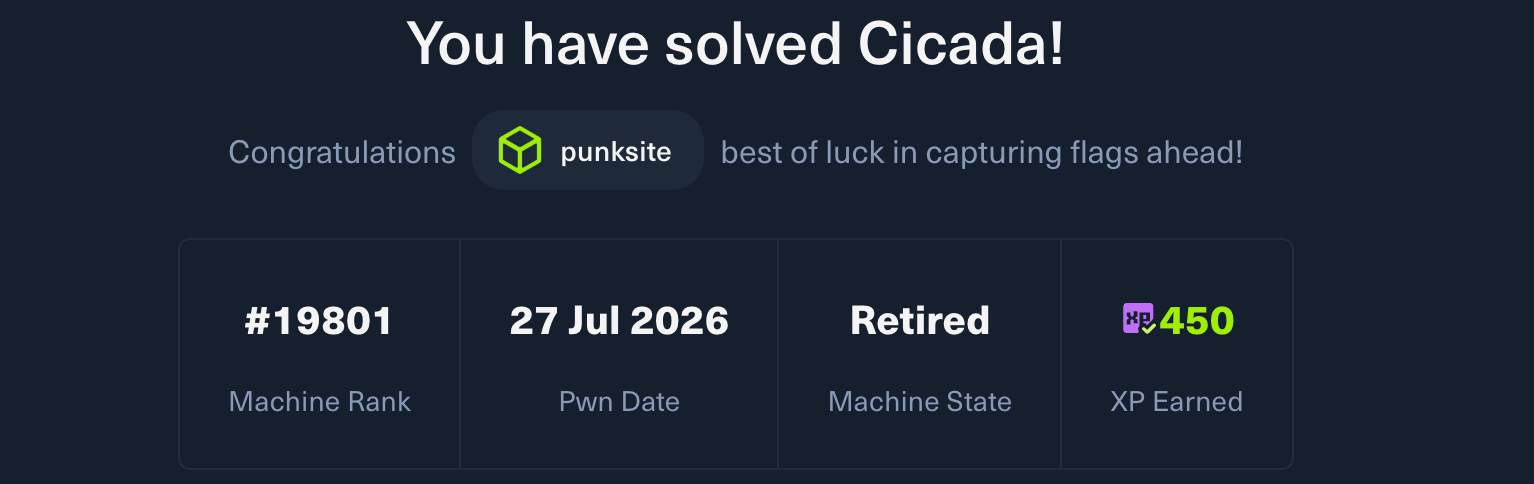 You have solved Cicada!
Congratulations punksite best of luck in capturing flags ahead!
#19801 27 Jul 2026 Retired XP 450
Machine Rank Pwn Date Machine State XP Earned